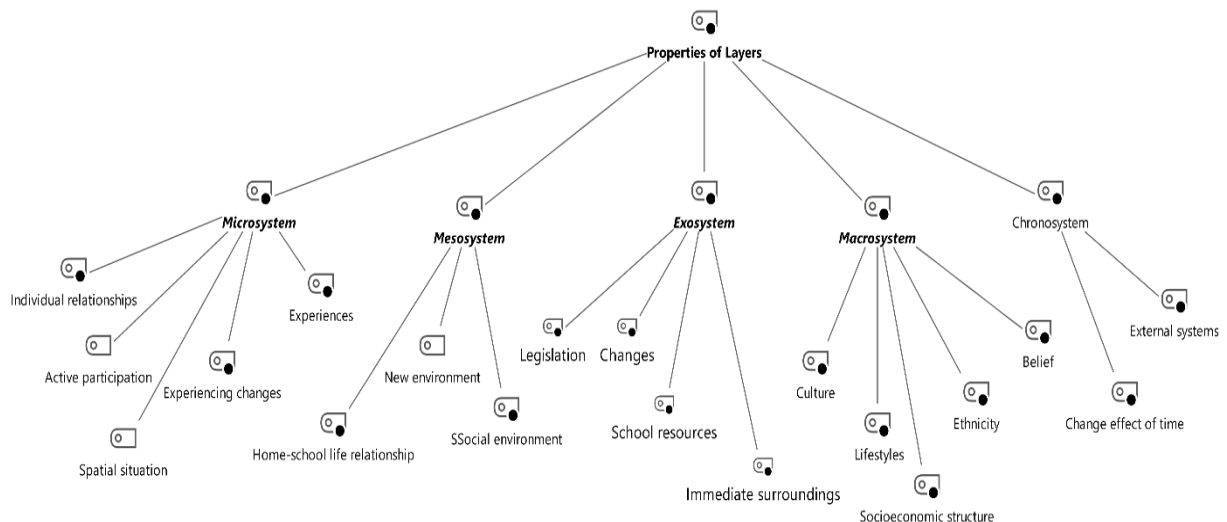 Properties of Layers
Microsystem
Mesosystem
Exosystem
Macrosystem
Chronosystem
Individual relationships
Active participation
Spatial situation
Experiencing changes
Experiences
Home-school life relationship
New environment
SSocial environment
Legislation
Changes
School resources
Immediate surroundings
Culture
Lifestyles
Socioeconomic structure
Ethnicity
Belief
Change effect of time
External systems